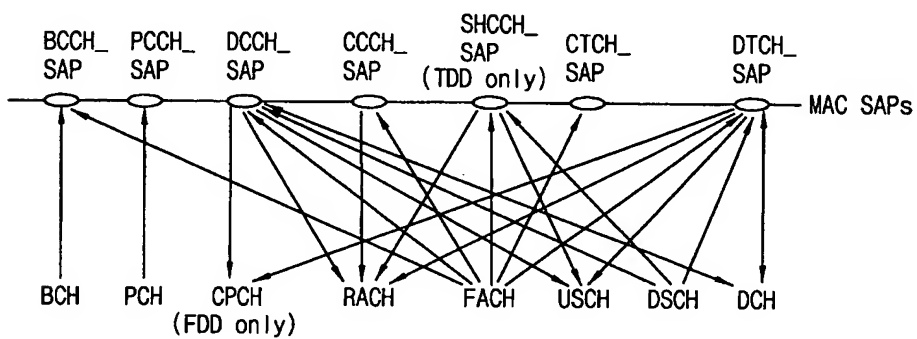 BCCH_ SAP
PCCH_ SAP
DCCH_ SAP
CCCH_ SAP
SHCCH_ SAP (TDD only)
CTCH_ SAP
DTCH_ SAP
MAC SAPs
BCH
PCH
CPCH (FDD only)
RACH
FACH
USCH
DSCH
DCH